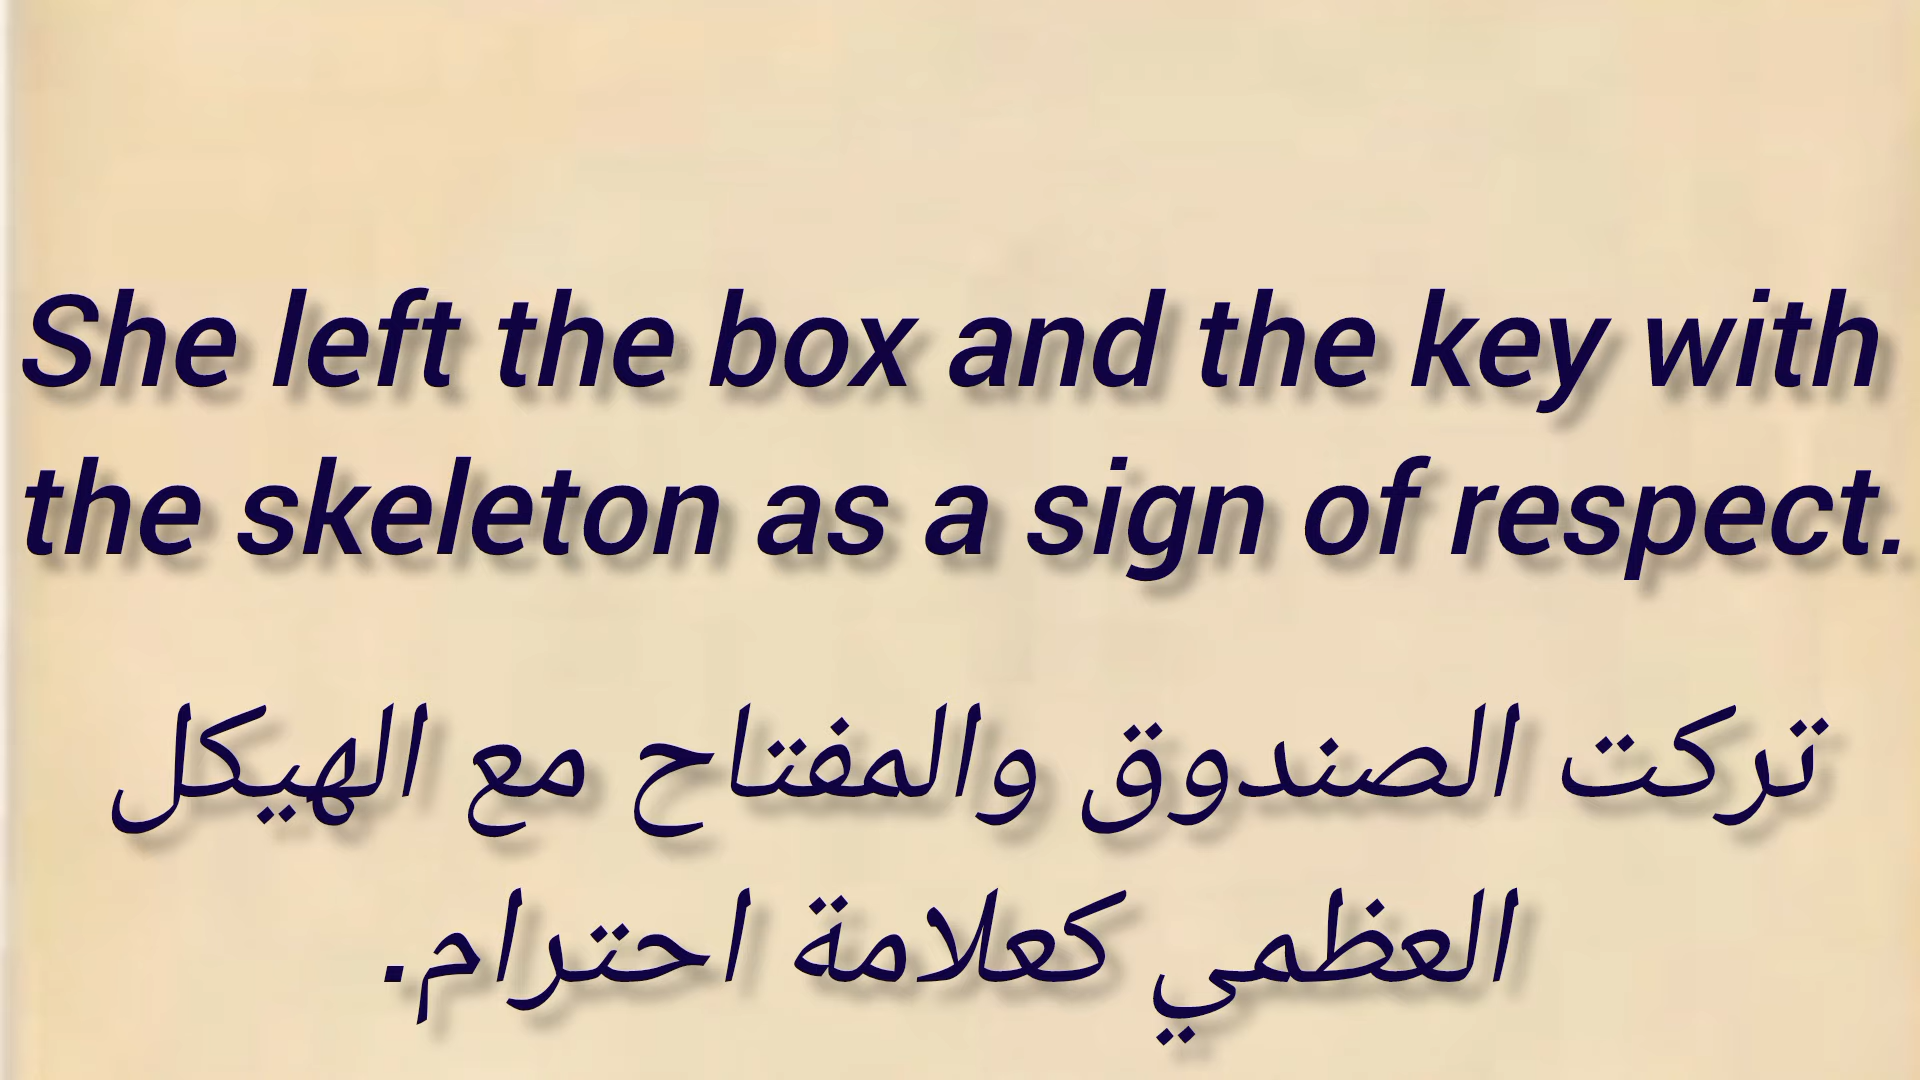 She left the box and the key with
the skeleton as a sign of respect.
تركت الصندوق والمفتاح مع الهيكل
العظمي كعلامة احترام.